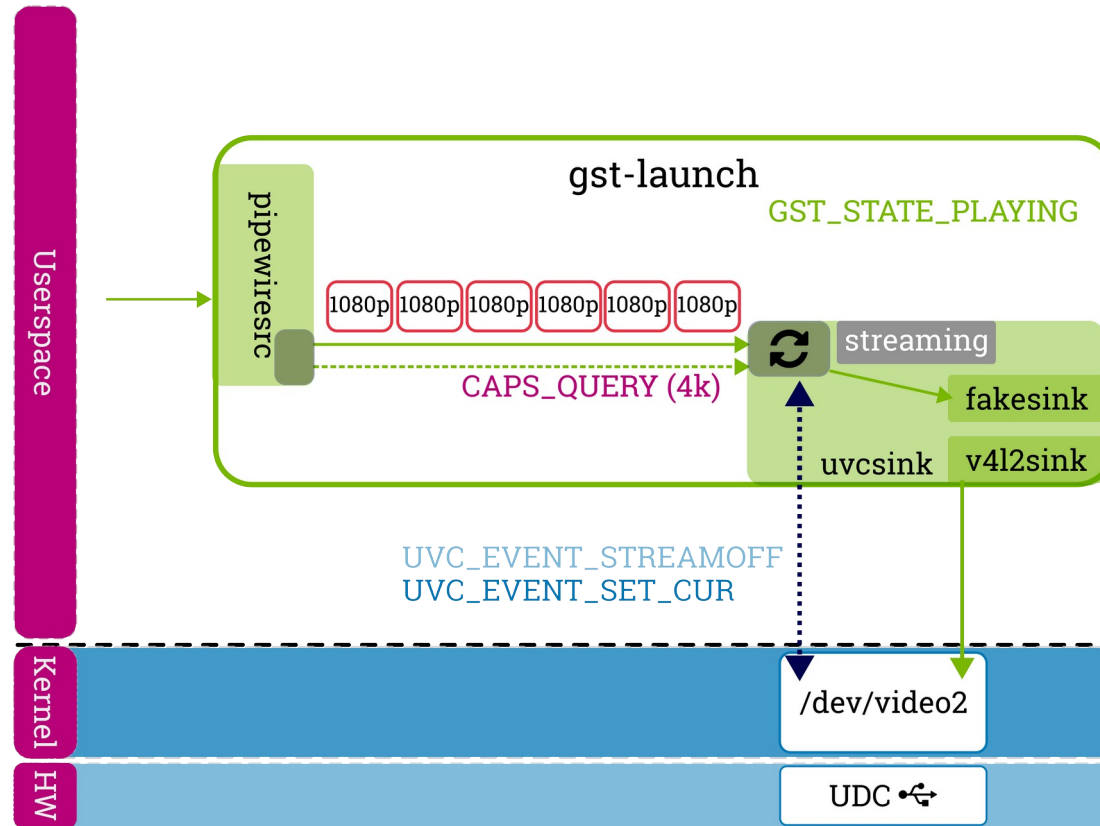 Userspace
gst-launch
GST_STATE_PLAYING
pipewiresrc
1080p 1080p 1080p 1080p 1080p 1080p
streaming
CAPS_QUERY (4k)
fakesink
uvcsink
v4l2sink
UVC_EVENT_STREAMOFF
UVC_EVENT_SET_CUR
Kernel
/dev/video2
HW
UDC